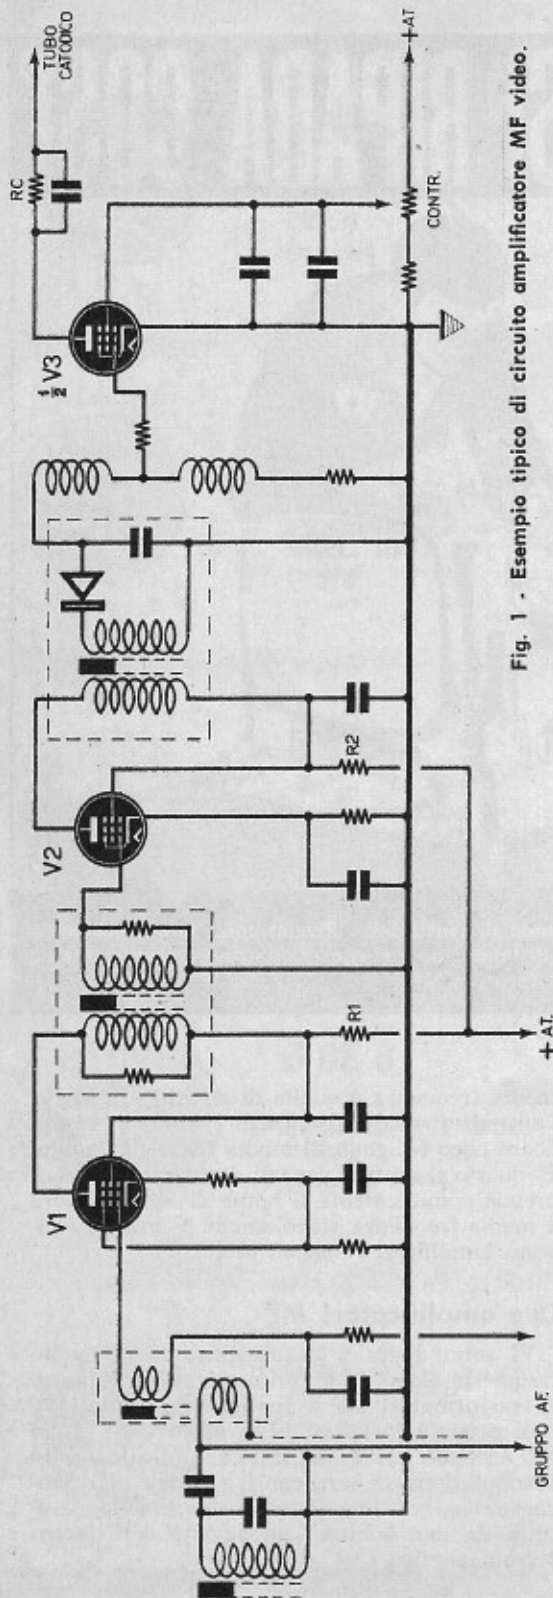 GRUPPO AF.
V1
R1
+ AT.
V2
R2
½ V3
RC
TUBO
CATODICO
CONTR.
+AT
Fig. 1 - Esempio tipico di circuito amplificatore MF video.